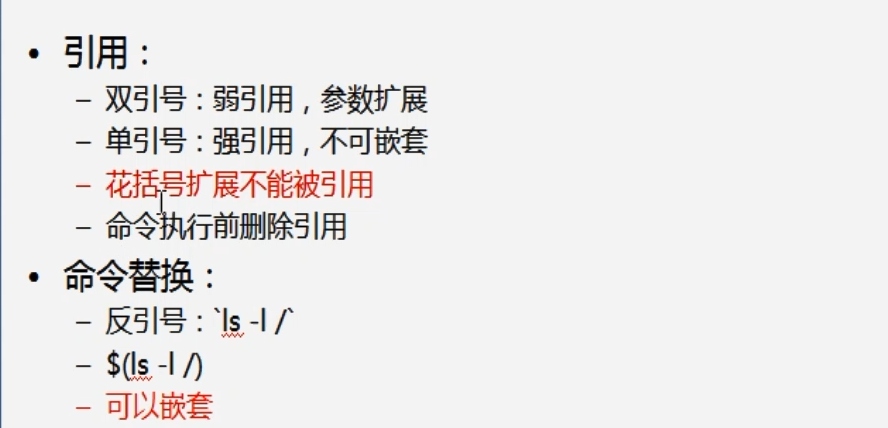 • 引用：
– 双引号：弱引用，参数扩展
– 单引号：强引用，不可嵌套
– 花括号扩展不能被引用
– 命令执行前删除引用
• 命令替换：
– 反引号：`ls -l /`
– $(ls -l /)
– 可以嵌套